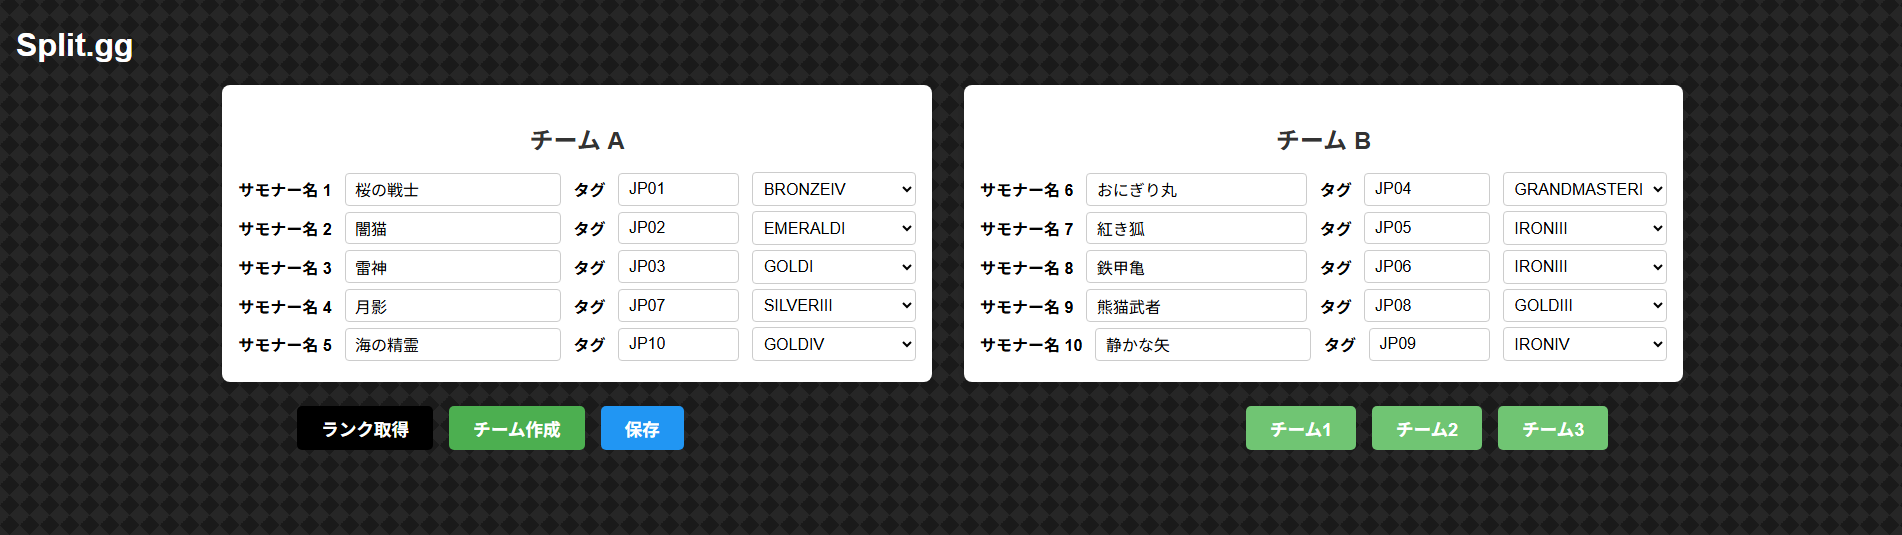 Split.gg
チーム A
サモナー名 1 桜の戦士 タグ JP01 BRONZEIV
サモナー名 2 闇猫 タグ JP02 EMERALDI
サモナー名 3 雷神 タグ JP03 GOLDI
サモナー名 4 月影 タグ JP07 SILVERIII
サモナー名 5 海の精霊 タグ JP10 GOLDIV
チーム B
サモナー名 6 おにぎり丸 タグ JP04 GRANDMASTERI
サモナー名 7 紅き狐 タグ JP05 IRONIII
サモナー名 8 鉄甲亀 タグ JP06 IRONIII
サモナー名 9 熊猫武者 タグ JP08 GOLDIII
サモナー名 10 静かな矢 タグ JP09 IRONIV
ランク取得 チーム作成 保存
チーム1 チーム2 チーム3